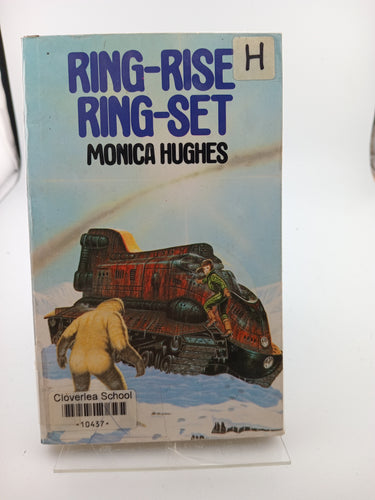 RING-RISE
H
RING-SET
MONICA HUGHES
Cloverlea School
-10437-